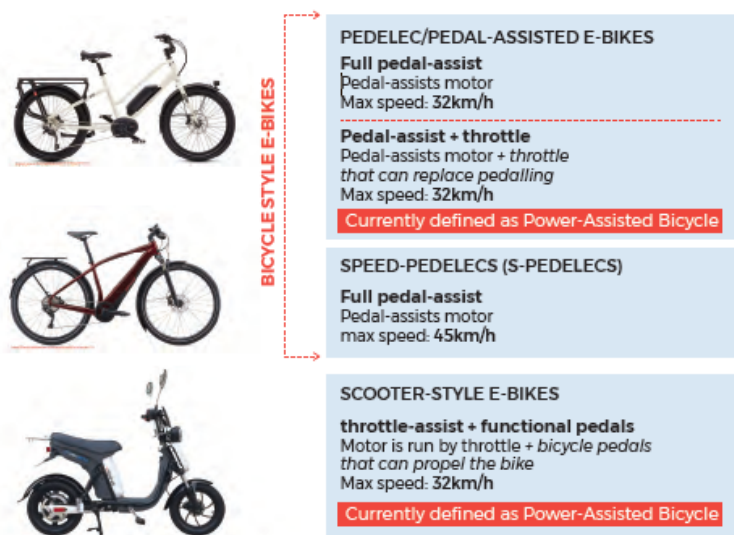 BICYCLE STYLE E-BIKES
PEDELEC/PEDAL-ASSISTED E-BIKES
Full pedal-assist
Pedal-assists motor
Max speed: 32km/h
Pedal-assist + throttle
Pedal-assists motor + throttle
that can replace pedalling
Max speed: 32km/h
Currently defined as Power-Assisted Bicycle
SPEED-PEDELECS (S-PEDELECS)
Full pedal-assist
Pedal-assists motor
max speed: 45km/h
SCOOTER-STYLE E-BIKES
throttle-assist + functional pedals
Motor is run by throttle + bicycle pedals
that can propel the bike
Max speed: 32km/h
Currently defined as Power-Assisted Bicycle